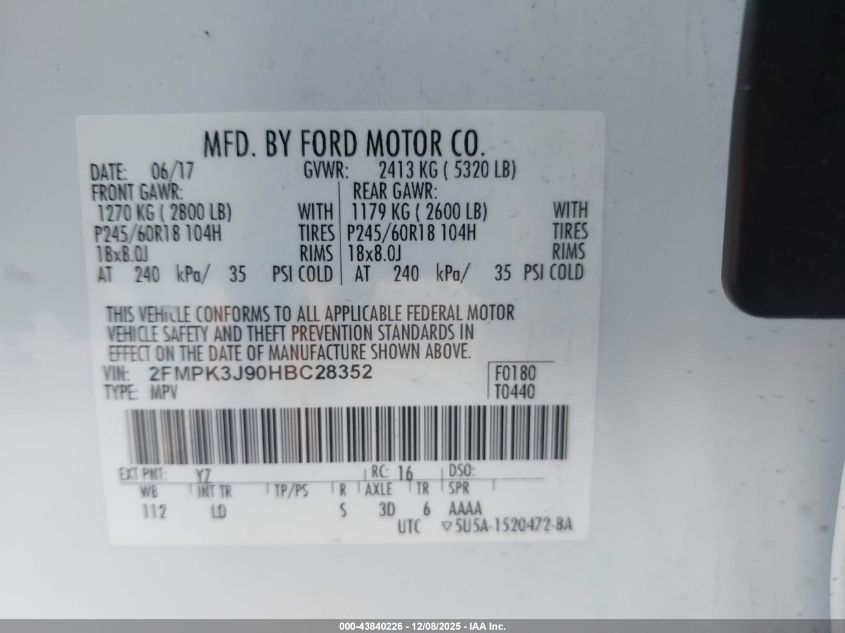 MFD. BY FORD MOTOR CO.
DATE: 06/17 GVWR: 2413 KG ( 5320 LB)
FRONT GAWR: REAR GAWR:
1270 KG ( 2800 LB) WITH 1179 KG ( 2600 LB) WITH
P245/60R18 104H TIRES P245/60R18 104H TIRES
18x8.0J RIMS 18x8.0J RIMS
AT 240 kPa/ 35 PSI COLD AT 240 kPa/ 35 PSI COLD
THIS VEHICLE CONFORMS TO ALL APPLICABLE FEDERAL MOTOR
VEHICLE SAFETY AND THEFT PREVENTION STANDARDS IN
EFFECT ON THE DATE OF MANUFACTURE SHOWN ABOVE.
VIN: 2FMPK3J90HBC28352 F0180
TYPE: MPV T0440
EXT PNT: YZ RC: 16 DSO:
WB INT TR TP/PS R AXLE TR SPR
112 LD S 3D 6 AAAA
UTC ▽5U5A-1520472-BA
000-43840226 - 12/08/2025 - IAA Inc.